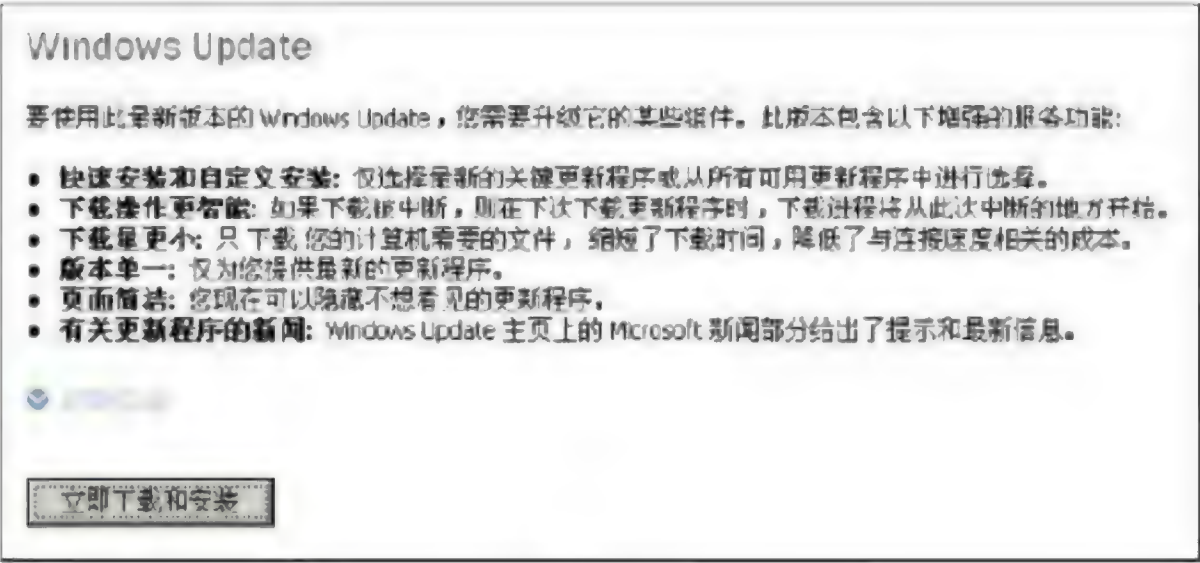 Windows Update
要使用此最新版本的 Windows Update，您需要升级它的某些组件。此版本包含以下增强的服务功能:
• 快速安装和自定义安装: 仅选择最新的关键更新程序或从所有可用更新程序中进行选择。
• 下载操作更智能: 如果下载被中断，则在下次下载更新程序时，下载进程将从此次中断的地方开始。
• 下载量更小: 只下载您的计算机需要的文件，缩短了下载时间，降低了与连接速度相关的成本。
• 版本单一: 仅为您提供最新的更新程序。
• 页面简洁: 您现在可以隐藏不想看见的更新程序。
• 有关更新程序的新闻: Windows Update 主页上的 Microsoft 新闻部分给出了提示和最新信息。
立即下载和安装